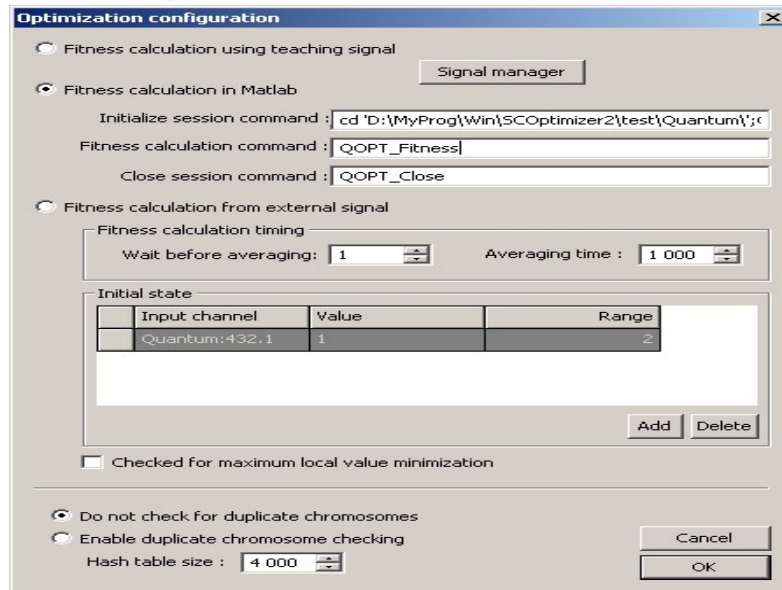 Optimization configuration
Fitness calculation using teaching signal
Signal manager
Fitness calculation in Matlab
Initialize session command : cd 'D:\MyProg\Win\SCOptimizer2\test\Quantum\';
Fitness calculation command : QOPT_Fitness
Close session command : QOPT_Close
Fitness calculation from external signal
Fitness calculation timing
Wait before averaging: 1 Averaging time : 1 000
Initial state
Input channel Value Range
Quantum:432.1 1 2
Add Delete
Checked for maximum local value minimization
Do not check for duplicate chromosomes
Enable duplicate chromosome checking
Cancel
Hash table size : 4 000
OK